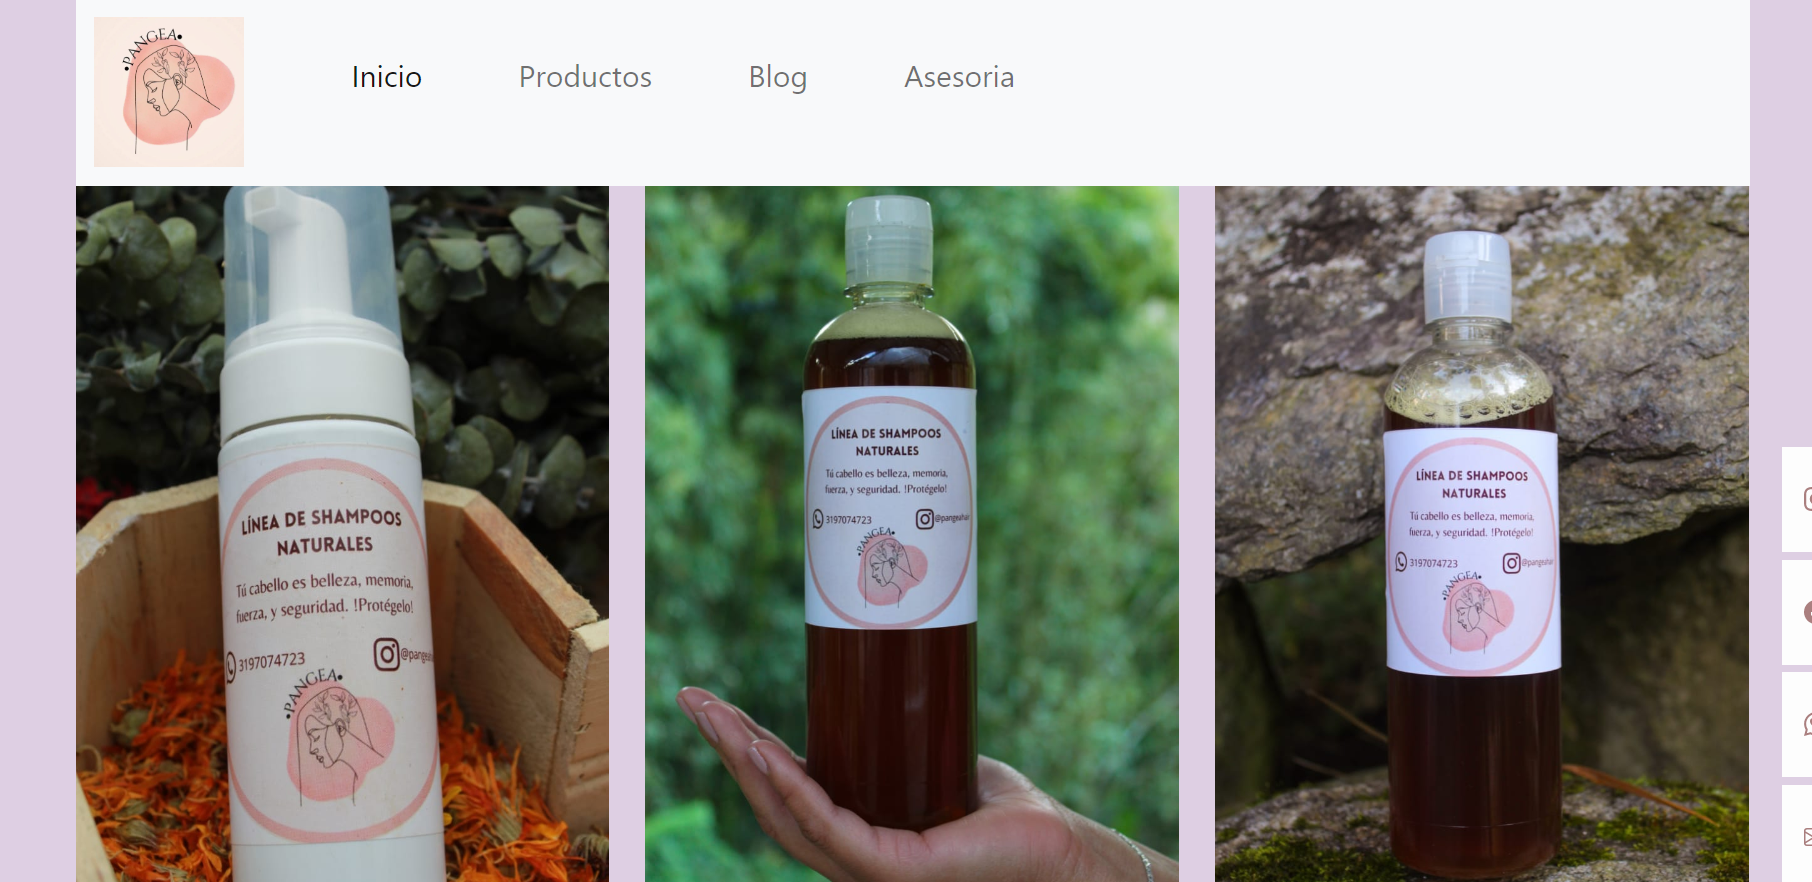 •PANGEA•
Inicio
Productos
Blog
Asesoria
LÍNEA DE SHAMPOOS
NATURALES
Tú cabello es belleza, memoria,
fuerza, y seguridad. !Protégelo!
3197074723
•PANGEA•
LÍNEA DE SHAMPOOS
NATURALES
Tú cabello es belleza, memoria,
fuerza, y seguridad. !Protégelo!
3197074723 @pangeahair
•PANGEA•
LÍNEA DE SHAMPOOS
NATURALES
Tú cabello es belleza, memoria,
fuerza, y seguridad. !Protégelo!
3197074723 @pangeahair
•PANGEA•